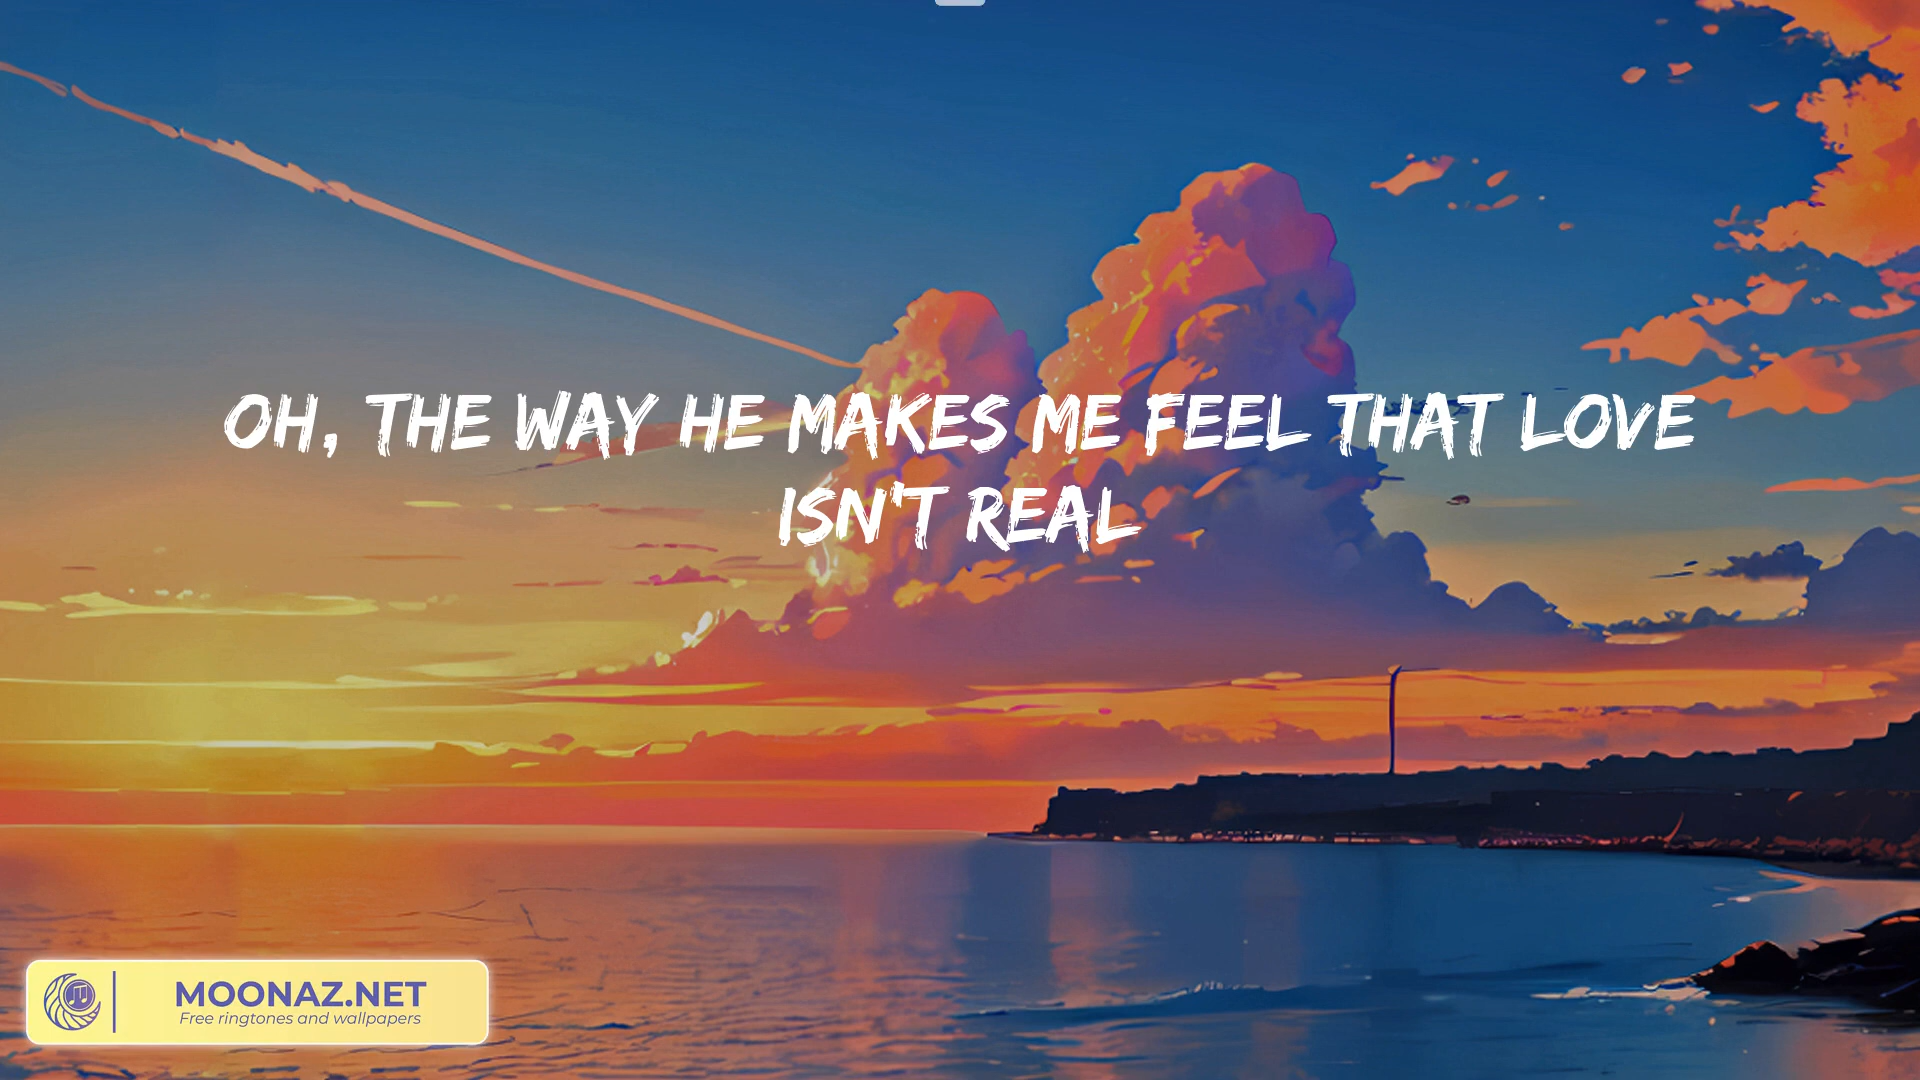 OH, THE WAY HE MAKES ME FEEL THAT LOVE
ISN'T REAL
MOONAZ.NET
Free ringtones and wallpapers